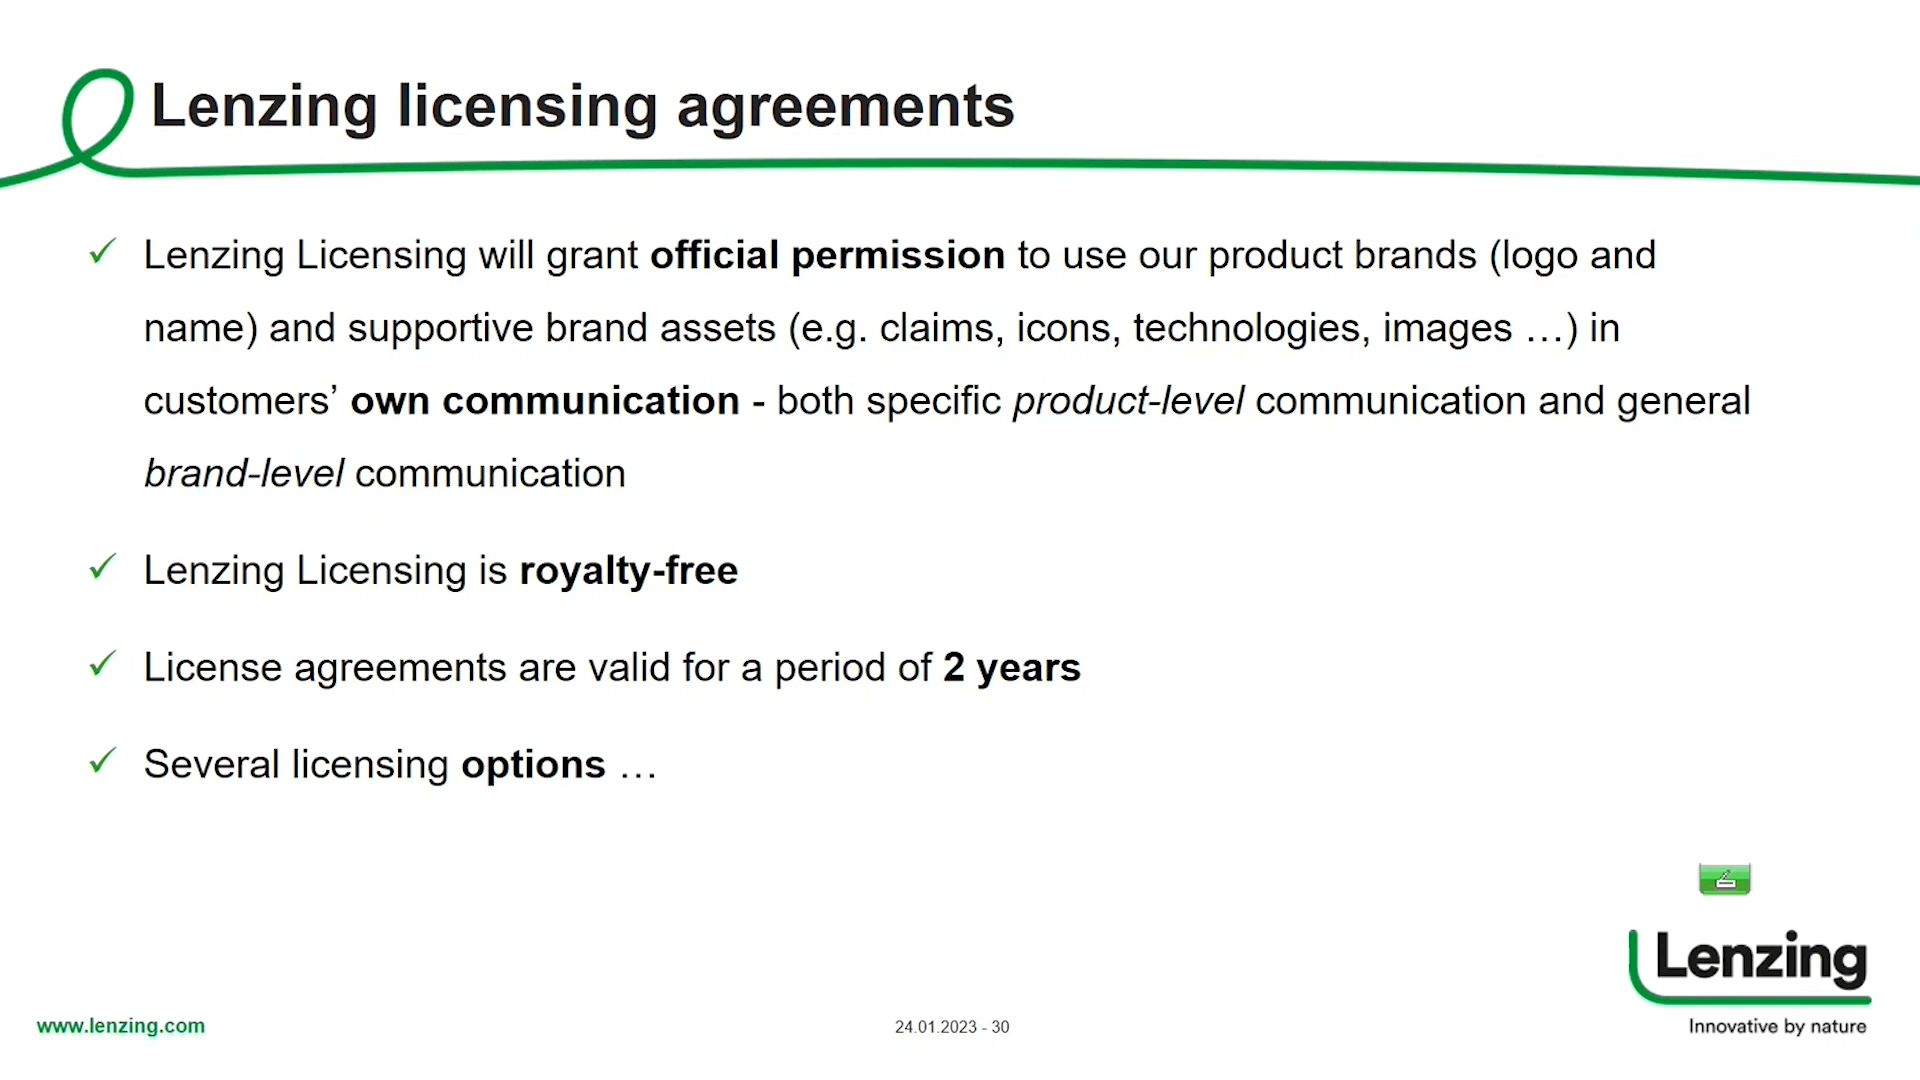 Lenzing licensing agreements
✓ Lenzing Licensing will grant official permission to use our product brands (logo and
name) and supportive brand assets (e.g. claims, icons, technologies, images …) in
customers’ own communication - both specific product-level communication and general
brand-level communication
✓ Lenzing Licensing is royalty-free
✓ License agreements are valid for a period of 2 years
✓ Several licensing options …
Lenzing
Innovative by nature
www.lenzing.com
24.01.2023 - 30